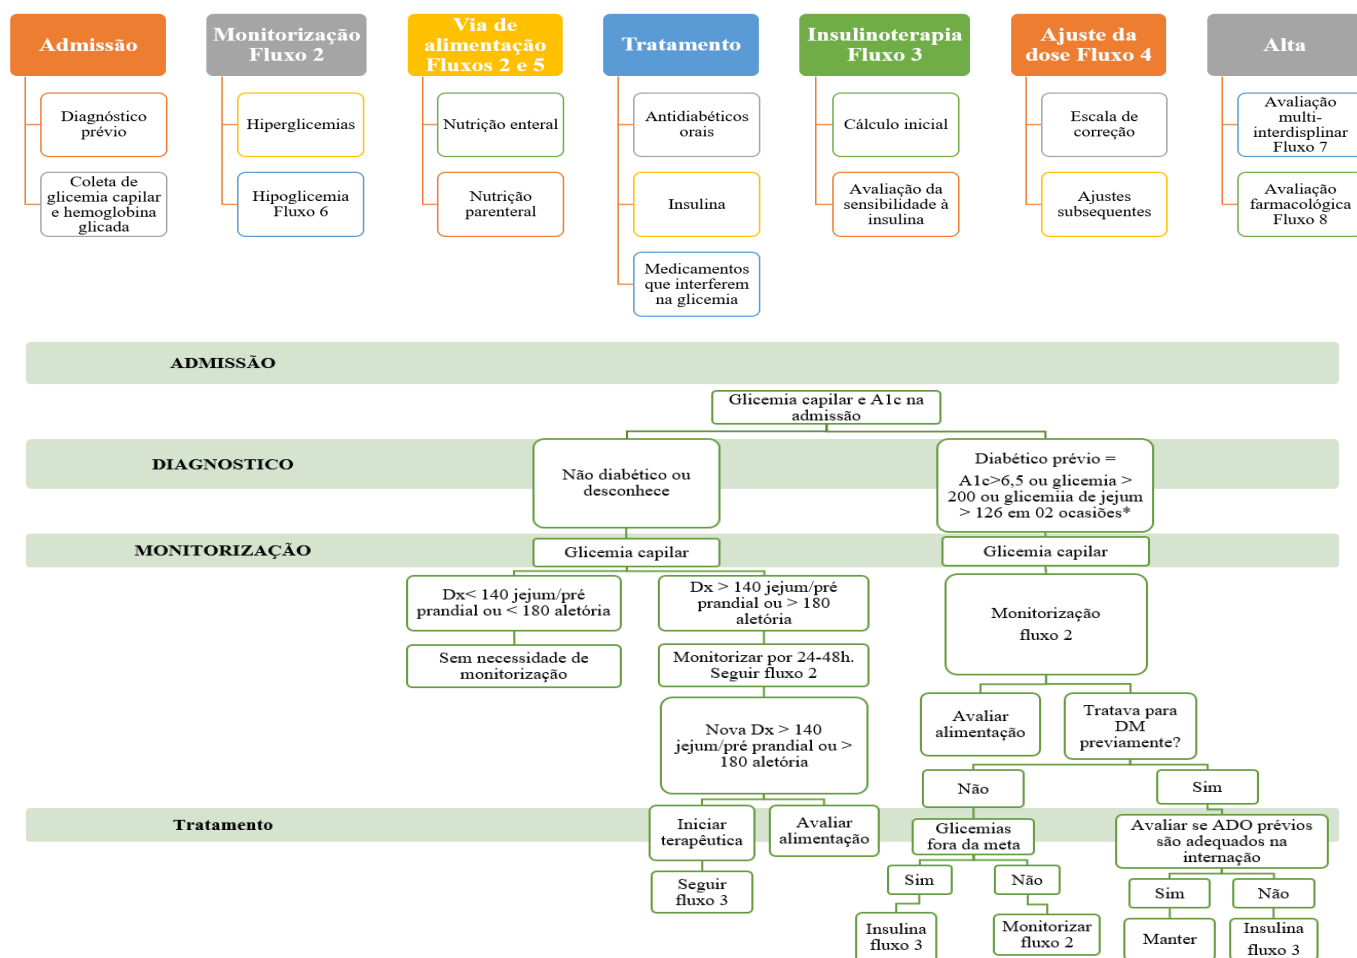 Admissão
Diagnóstico
prévio
Coleta de
glicemia capilar
e hemoglobina
glicada
Monitorização
Fluxo 2
Hiperglicemias
Hipoglicemia
Fluxo 6
Via de
alimentação
Fluxos 2 e 5
Nutrição enteral
Nutrição
parenteral
Tratamento
Antidiabéticos
orais
Insulina
Medicamentos
que interferem
na glicemia
Insulinoterapia
Fluxo 3
Cálculo inicial
Avaliação da
sensibilidade à
insulina
Ajuste da
dose Fluxo 4
Escala de
correção
Ajustes
subsequentes
Alta
Avaliação
multi-
interdisplinar
Fluxo 7
Avaliação
farmacológica
Fluxo 8
ADMISSÃO
Glicemia capilar e A1c na
admissão
DIAGNOSTICO
Não diabético ou
desconhece
Diabético prévio =
A1c>6,5 ou glicemia >
200 ou glicemiia de jejum
> 126 em 02 ocasiões*
MONITORIZAÇÃO
Glicemia capilar
Glicemia capilar
Dx< 140 jejum/pré
prandial ou < 180 aletória
Dx > 140 jejum/pré
prandial ou > 180
aletória
Monitorização
fluxo 2
Sem necessidade de
monitorização
Monitorizar por 24-48h.
Seguir fluxo 2
Nova Dx > 140
jejum/pré prandial ou >
180 aletória
Avaliar
alimentação
Tratava para
DM
previamente?
Não
Sim
Tratamento
Iniciar
terapêutica
Avaliar
alimentação
Glicemias
fora da meta
Avaliar se ADO prévios
são adequados na
internação
Seguir
fluxo 3
Sim
Não
Sim
Não
Insulina
fluxo 3
Monitorizar
fluxo 2
Manter
Insulina
fluxo 3